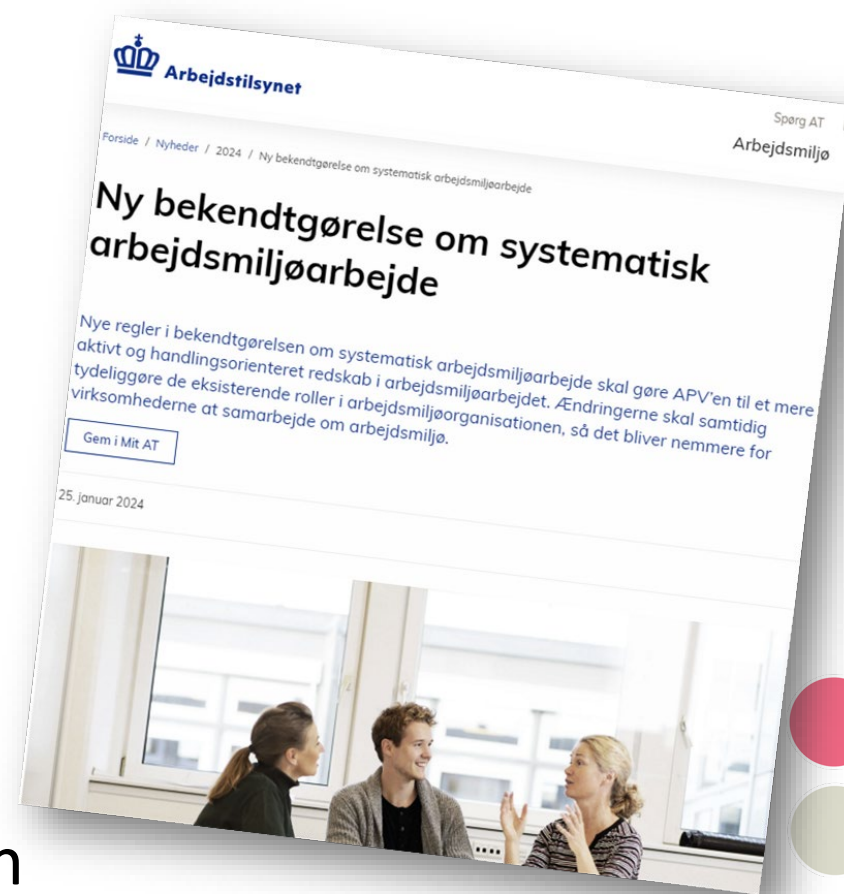 Arbejdstilsynet
Spørg AT
Arbejdsmiljø
Forside / Nyheder / 2024 / Ny bekendtgørelse om systematisk arbejdsmiljøarbejde
Ny bekendtgørelse om systematisk
arbejdsmiljøarbejde
Nye regler i bekendtgørelsen om systematisk arbejdsmiljøarbejde skal gøre APV'en til et mere
aktivt og handlingsorienteret redskab i arbejdsmiljøarbejdet. Ændringerne skal samtidig
tydeliggøre de eksisterende roller i arbejdsmiljøorganisationen, så det bliver nemmere for
virksomhederne at samarbejde om arbejdsmiljø.
Gem i Mit AT
25. januar 2024